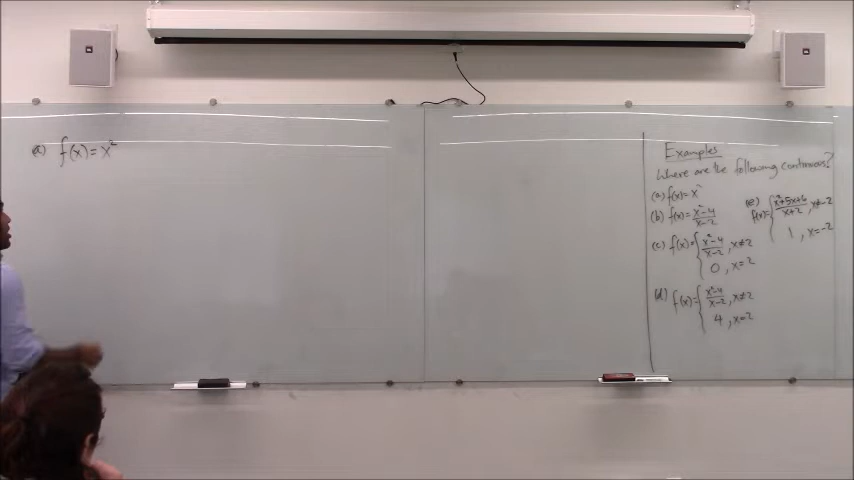 (a) f(x) = x²
Examples
Where are the following continuous?
(a) f(x) = x²
(b) f(x) = x²-4 / x-2
(c) f(x) = { x²-4 / x-2 , x≠2
0 , x=2
(d) f(x) = { x²-4 / x-2 , x≠2
4 , x=2
(e) f(x) = { x²+5x+6 / x+2 , x≠-2
1 , x=-2